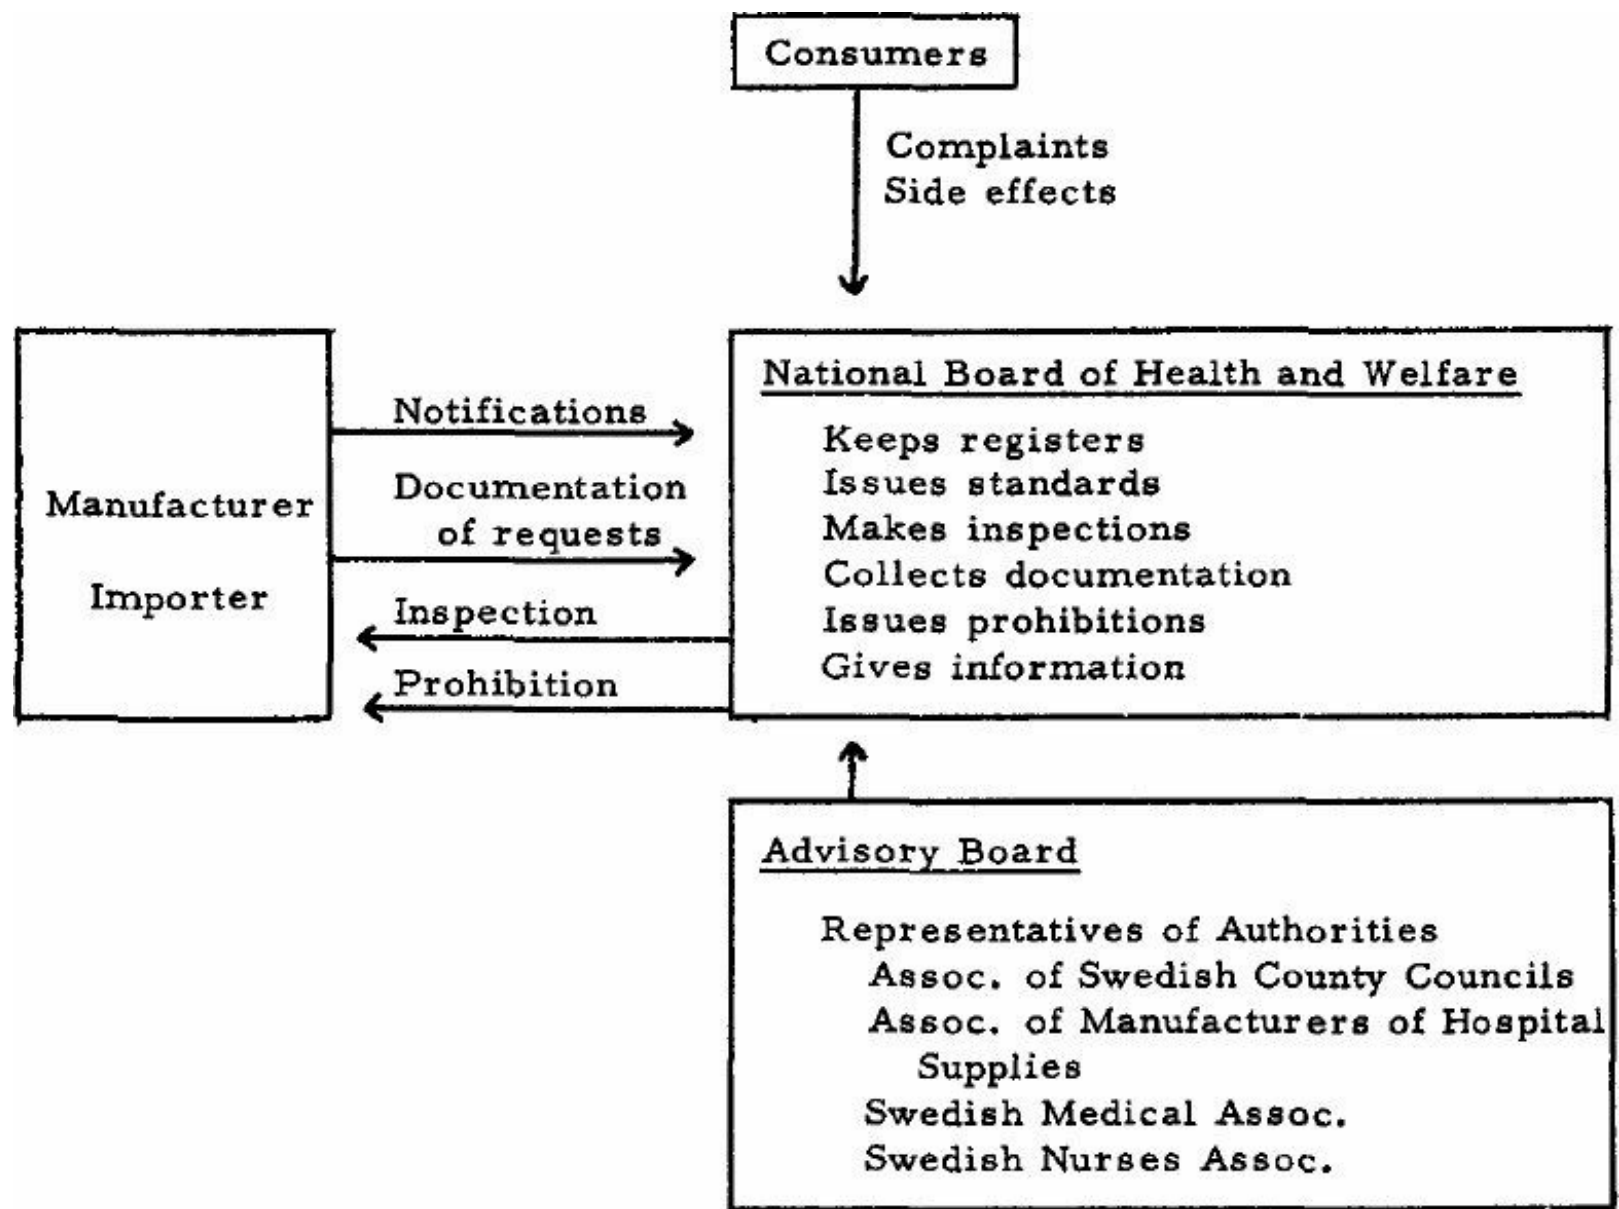 Consumers
Complaints
Side effects
Manufacturer
Importer
Notifications
Documentation
of requests
Inspection
Prohibition
National Board of Health and Welfare
Keeps registers
Issues standards
Makes inspections
Collects documentation
Issues prohibitions
Gives information
Advisory Board
Representatives of Authorities
Assoc. of Swedish County Councils
Assoc. of Manufacturers of Hospital
Supplies
Swedish Medical Assoc.
Swedish Nurses Assoc.